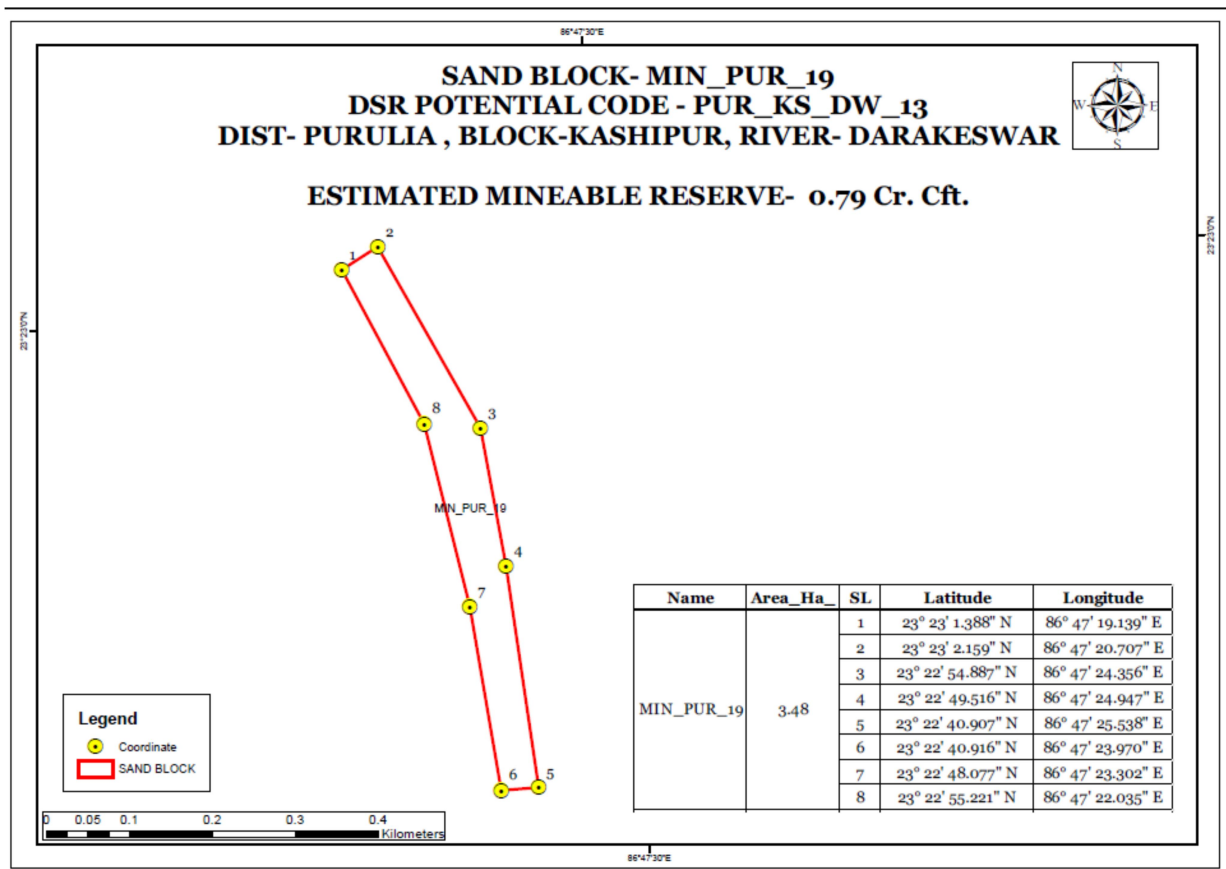 86°47'30"E
SAND BLOCK- MIN_PUR_19
DSR POTENTIAL CODE - PUR_KS_DW_13
DIST- PURULIA , BLOCK-KASHIPUR, RIVER- DARAKESWAR
ESTIMATED MINEABLE RESERVE- 0.79 Cr. Cft.
N
W E
S
23°23'0"N
23°23'0"N
1
2
3
8
MIN_PUR_19
4
7
6
5
Name Area_Ha_ SL Latitude Longitude
MIN_PUR_19 3.48
1 23° 23' 1.388" N 86° 47' 19.139" E
2 23° 23' 2.159" N 86° 47' 20.707" E
3 23° 22' 54.887" N 86° 47' 24.356" E
4 23° 22' 49.516" N 86° 47' 24.947" E
5 23° 22' 40.907" N 86° 47' 25.538" E
6 23° 22' 40.916" N 86° 47' 23.970" E
7 23° 22' 48.077" N 86° 47' 23.302" E
8 23° 22' 55.221" N 86° 47' 22.035" E
Legend
Coordinate
SAND BLOCK
0 0.05 0.1 0.2 0.3 0.4
Kilometers
86°47'30"E